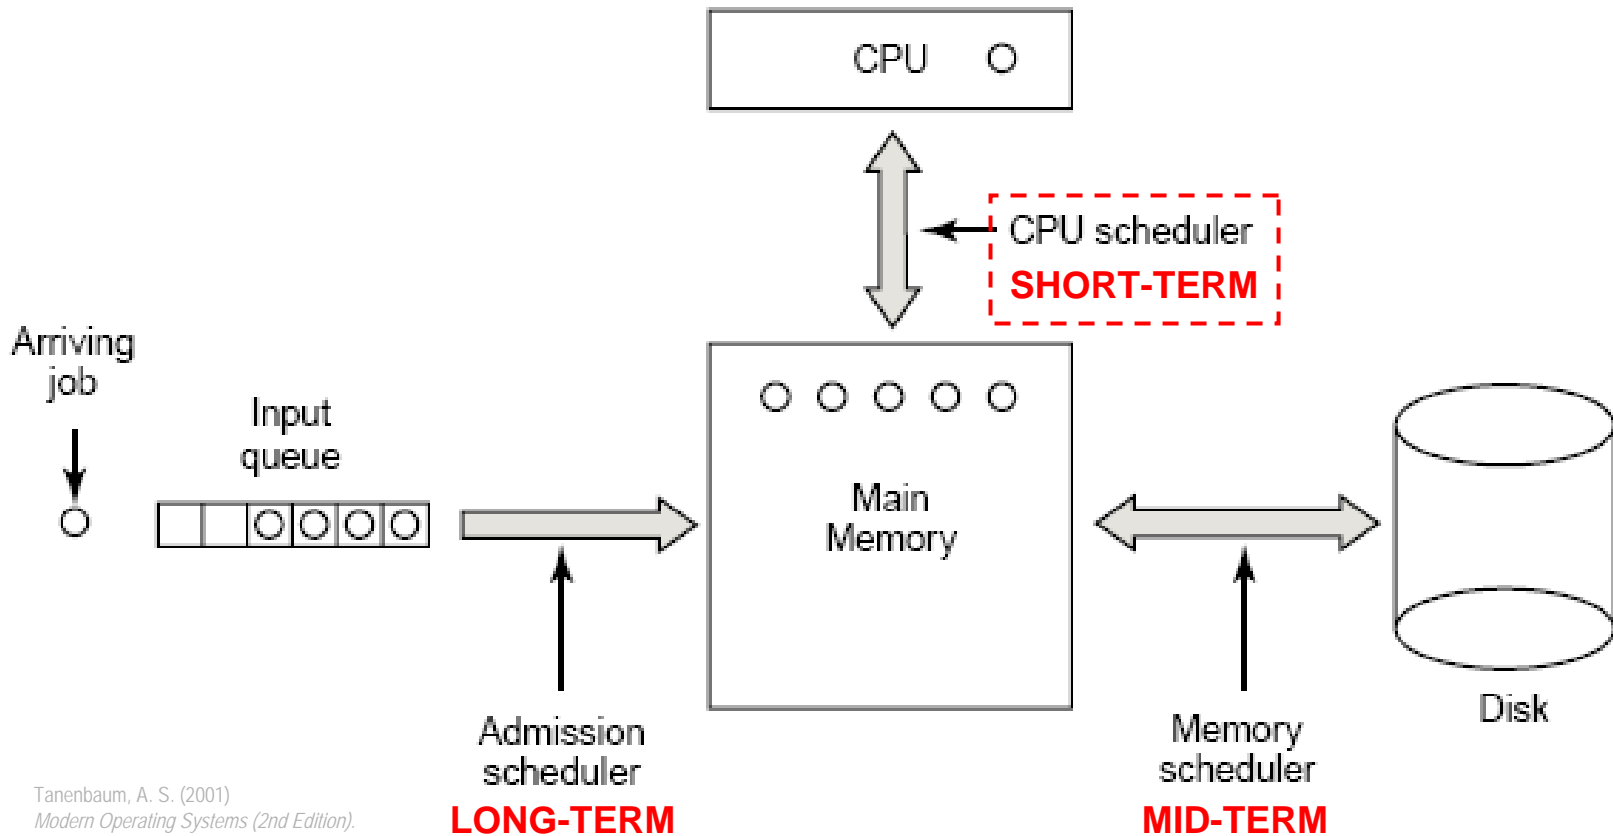 CPU
CPU scheduler
SHORT-TERM
Arriving
job
Input
queue
Main
Memory
Admission
scheduler
LONG-TERM
Memory
scheduler
MID-TERM
Disk
Tanenbaum, A. S. (2001)
Modern Operating Systems (2nd Edition).